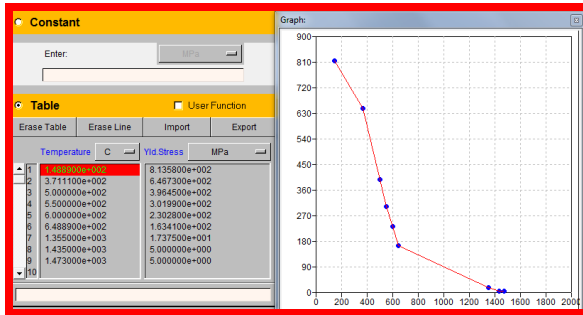 Constant
Enter:
MPa
Table
User Function
Erase Table Erase Line Import Export
Temperature C Yld.Stress MPa
1 1.488900e+002 8.135800e+002
2 3.711100e+002 6.467300e+002
3 5.000000e+002 3.964500e+002
4 5.500000e+002 3.019900e+002
5 6.000000e+002 2.302800e+002
6 6.488900e+002 1.634100e+002
7 1.355000e+003 1.737500e+001
8 1.435000e+003 5.000000e+000
9 1.473000e+003 5.000000e+000
10
Graph:
900
810
720
630
540
450
360
270
180
90
0 200 400 600 800 1000 1200 1400 1600 1800 200